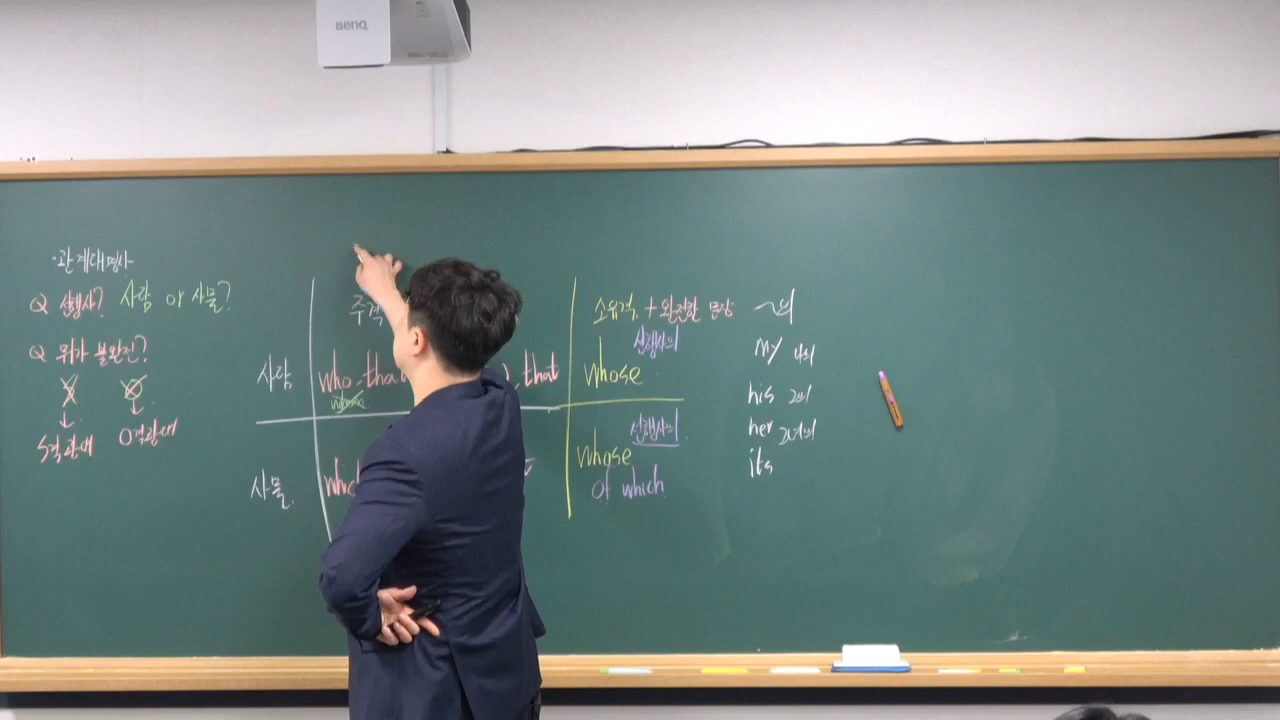 BenQ
·관계대명사
Q 선행사? 사람 or 사물?
Q 뭐가 불완전?
S X O X
↓ ↓
S격관대 O격관대
주격
소유격 + 완전한 문장 ~의
사람 who, tha ), that
whom
선행사의
whose
my 나의
his 그의
her 그녀의
its
사물 whic
선행사의
whose
of which